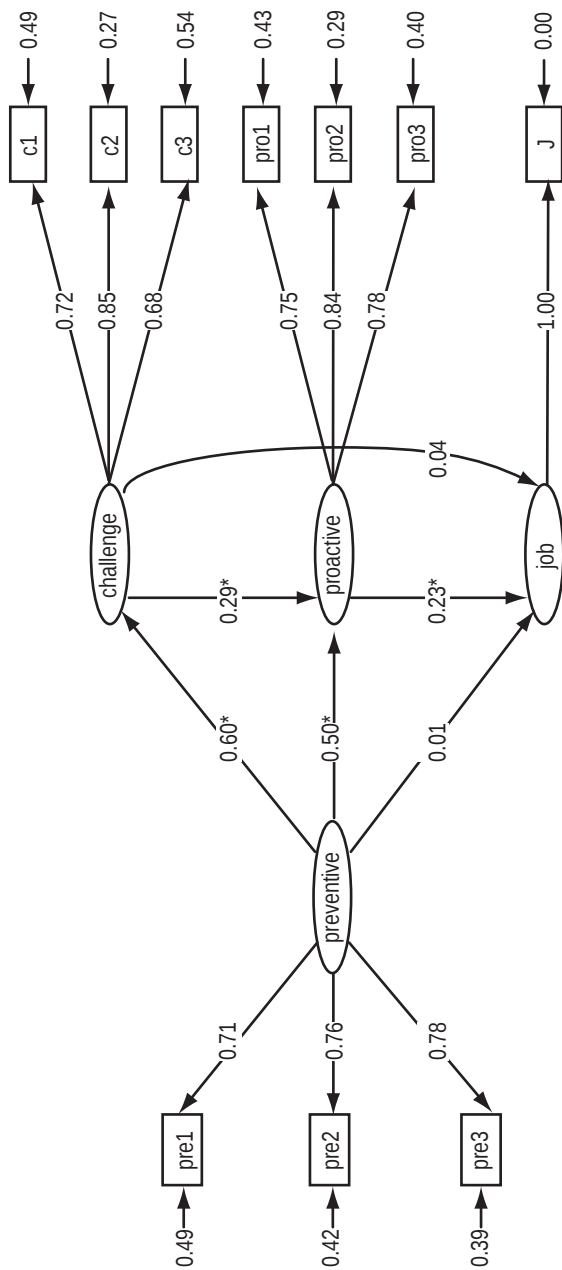 0.49
0.27
0.54
0.43
0.29
0.40
0.00
c1
c2
c3
pro1
pro2
pro3
J
0.72
0.85
0.68
0.75
0.84
0.78
1.00
0.04
challenge
proactive
job
0.29*
0.23*
0.60*
0.50*
0.01
preventive
0.71
0.76
0.78
pre1
pre2
pre3
0.49
0.42
0.39